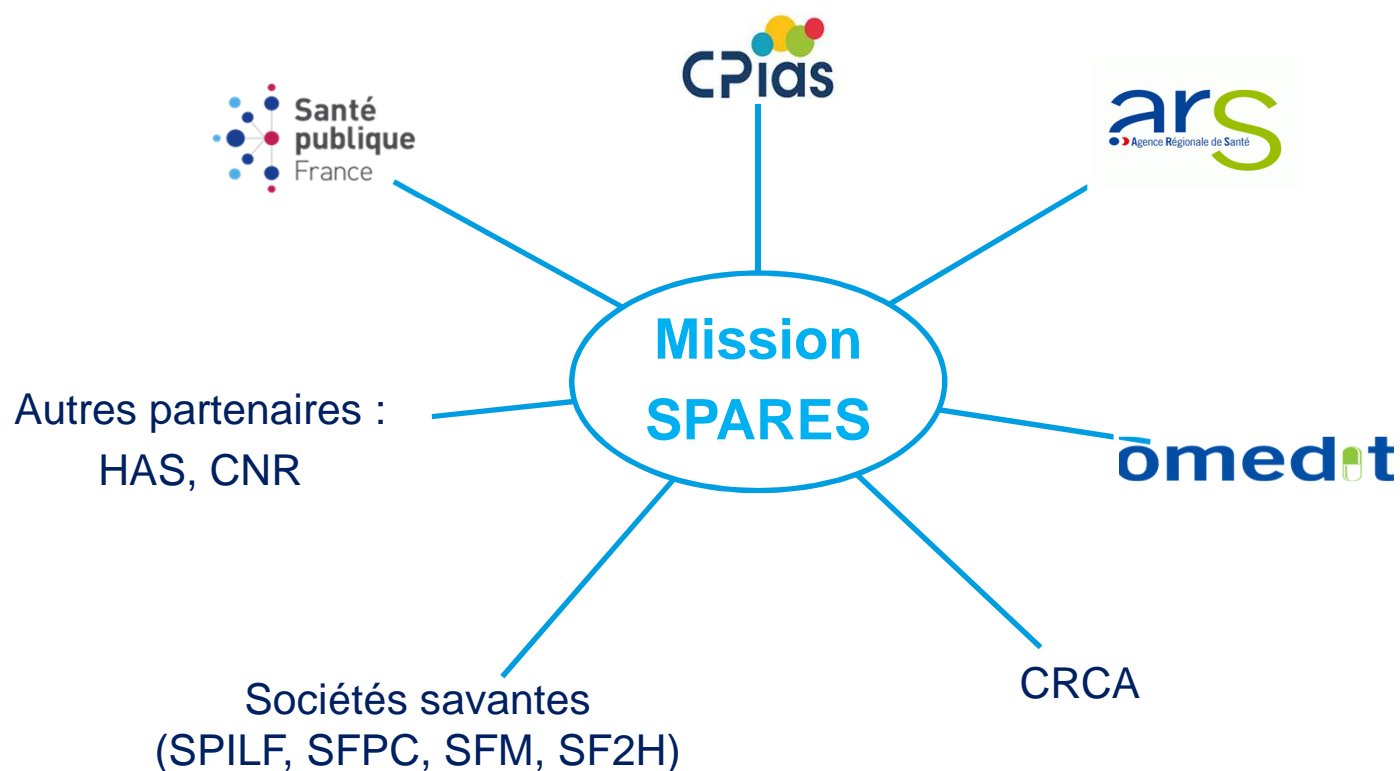 CPias
Santé
publique
France
ars
Agence Régionale de Santé
Mission
SPARES
Autres partenaires :
HAS, CNR
omedit
CRCA
Sociétés savantes
(SPILF, SFPC, SFM, SF2H)